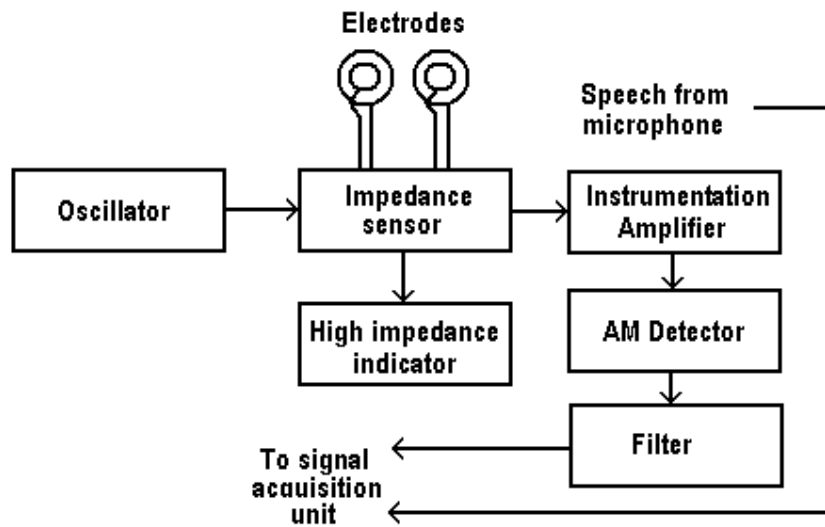 Electrodes
Speech from
microphone
Oscillator
Impedance
sensor
Instrumentation
Amplifier
High impedance
indicator
AM Detector
Filter
To signal
acquisition
unit